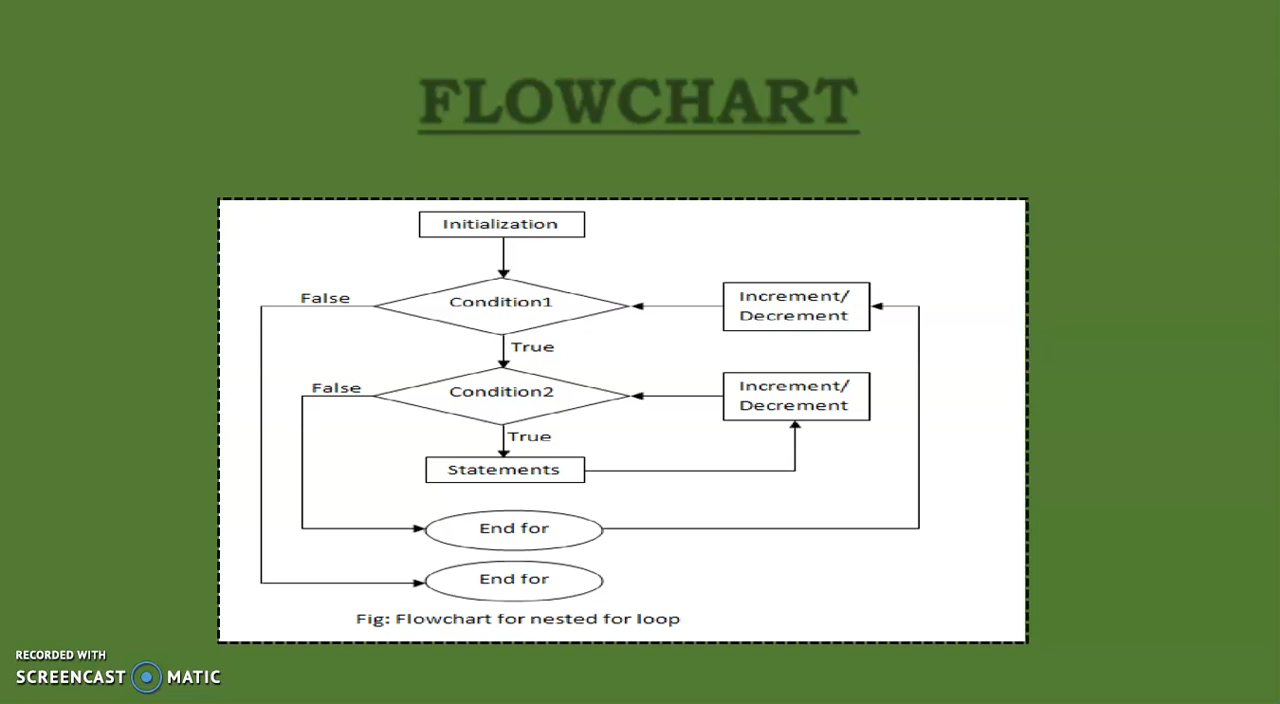 FLOWCHART
Initialization
False
Condition1
Increment/
Decrement
True
False
Condition2
Increment/
Decrement
True
Statements
End for
End for
Fig: Flowchart for nested for loop
RECORDED WITH
SCREENCAST MATIC